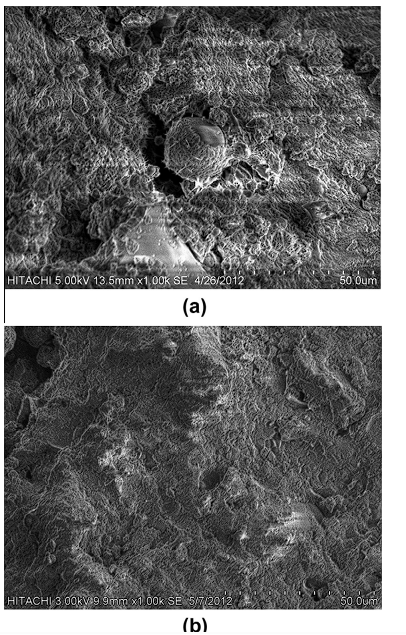 HITACHI 5.00kV 13.5mm x1.00k SE 4/26/2012 50.0um
(a)
HITACHI 3.00kV 9.9mm x1.00k SE 5/7/2012 50.0um
(b)